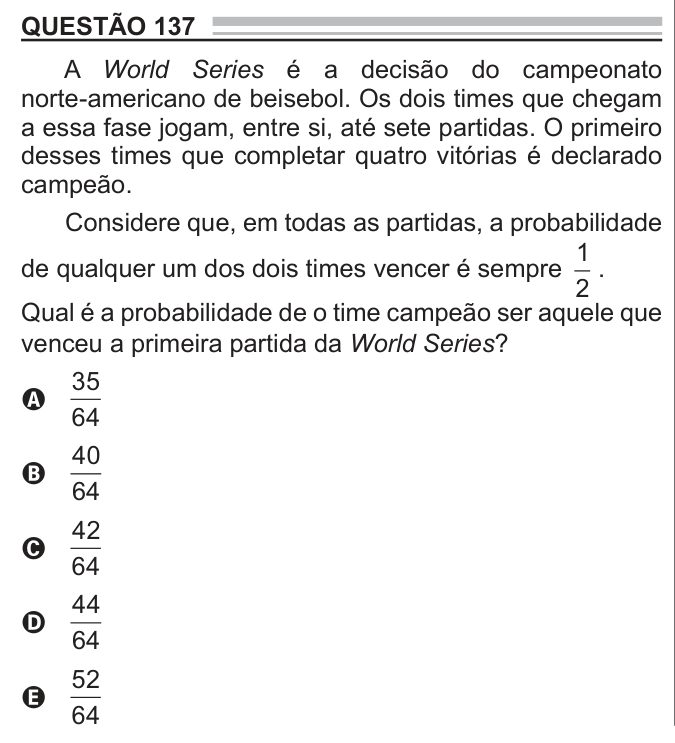 QUESTÃO 137
A World Series é a decisão do campeonato
norte-americano de beisebol. Os dois times que chegam
a essa fase jogam, entre si, até sete partidas. O primeiro
desses times que completar quatro vitórias é declarado
campeão.
Considere que, em todas as partidas, a probabilidade
de qualquer um dos dois times vencer é sempre 1/2 .
Qual é a probabilidade de o time campeão ser aquele que
venceu a primeira partida da World Series?
A 35/64
B 40/64
C 42/64
D 44/64
E 52/64